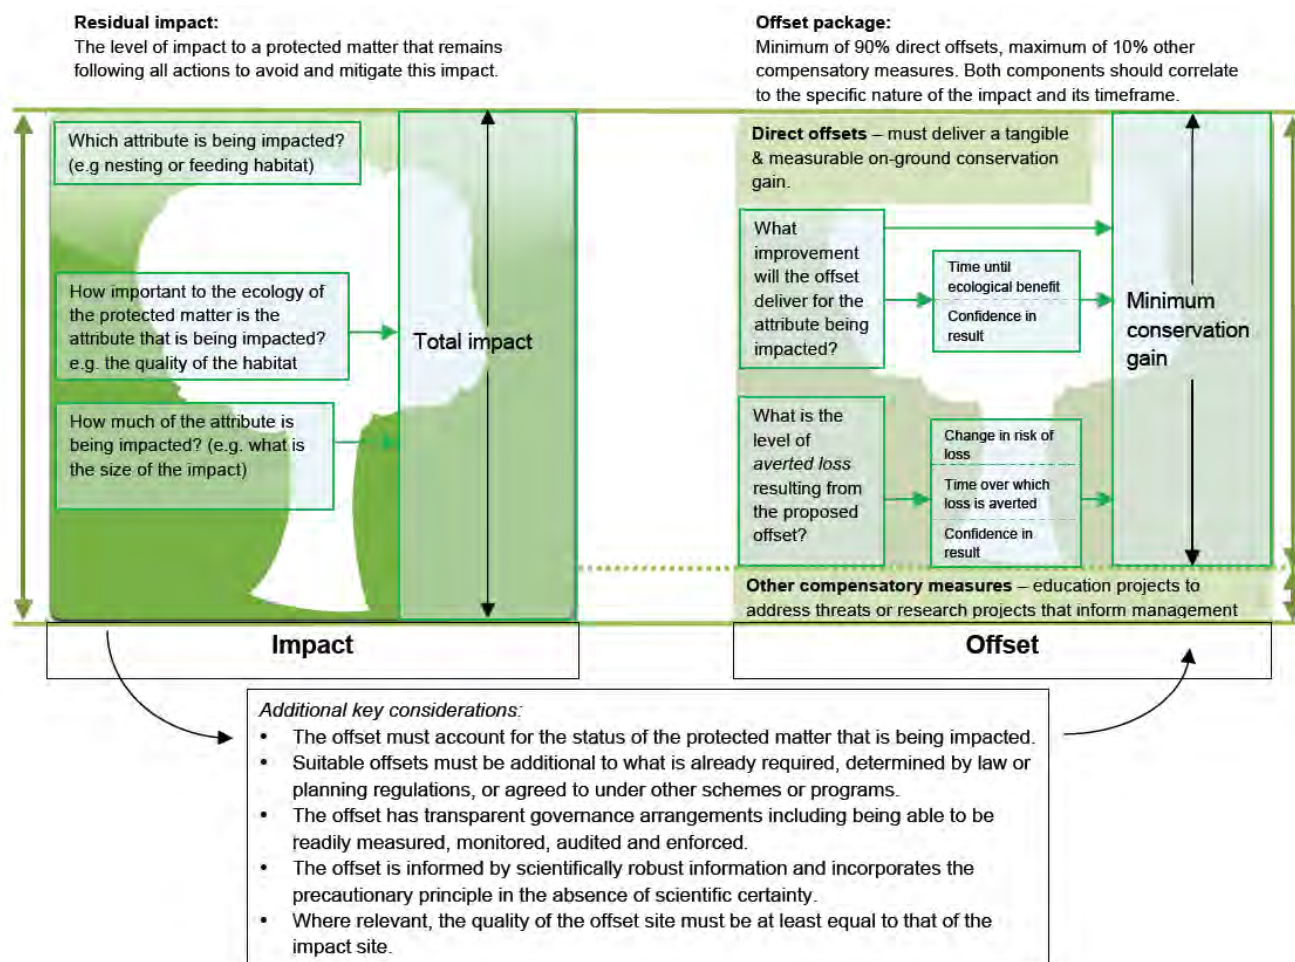 Residual impact:
The level of impact to a protected matter that remains
following all actions to avoid and mitigate this impact.
Offset package:
Minimum of 90% direct offsets, maximum of 10% other
compensatory measures. Both components should correlate
to the specific nature of the impact and its timeframe.
Which attribute is being impacted?
(e.g nesting or feeding habitat)
How important to the ecology of
the protected matter is the
attribute that is being impacted?
e.g. the quality of the habitat
How much of the attribute is
being impacted? (e.g. what is
the size of the impact)
Total impact
Direct offsets – must deliver a tangible
& measurable on-ground conservation
gain.
What
improvement
will the offset
deliver for the
attribute being
impacted?
Time until
ecological benefit
Confidence in
result
What is the
level of
averted loss
resulting from
the proposed
offset?
Change in risk of
loss
Time over which
loss is averted
Confidence in
result
Minimum
conservation
gain
Other compensatory measures – education projects to
address threats or research projects that inform management
Impact
Offset
Additional key considerations:
• The offset must account for the status of the protected matter that is being impacted.
• Suitable offsets must be additional to what is already required, determined by law or
planning regulations, or agreed to under other schemes or programs.
• The offset has transparent governance arrangements including being able to be
readily measured, monitored, audited and enforced.
• The offset is informed by scientifically robust information and incorporates the
precautionary principle in the absence of scientific certainty.
• Where relevant, the quality of the offset site must be at least equal to that of the
impact site.